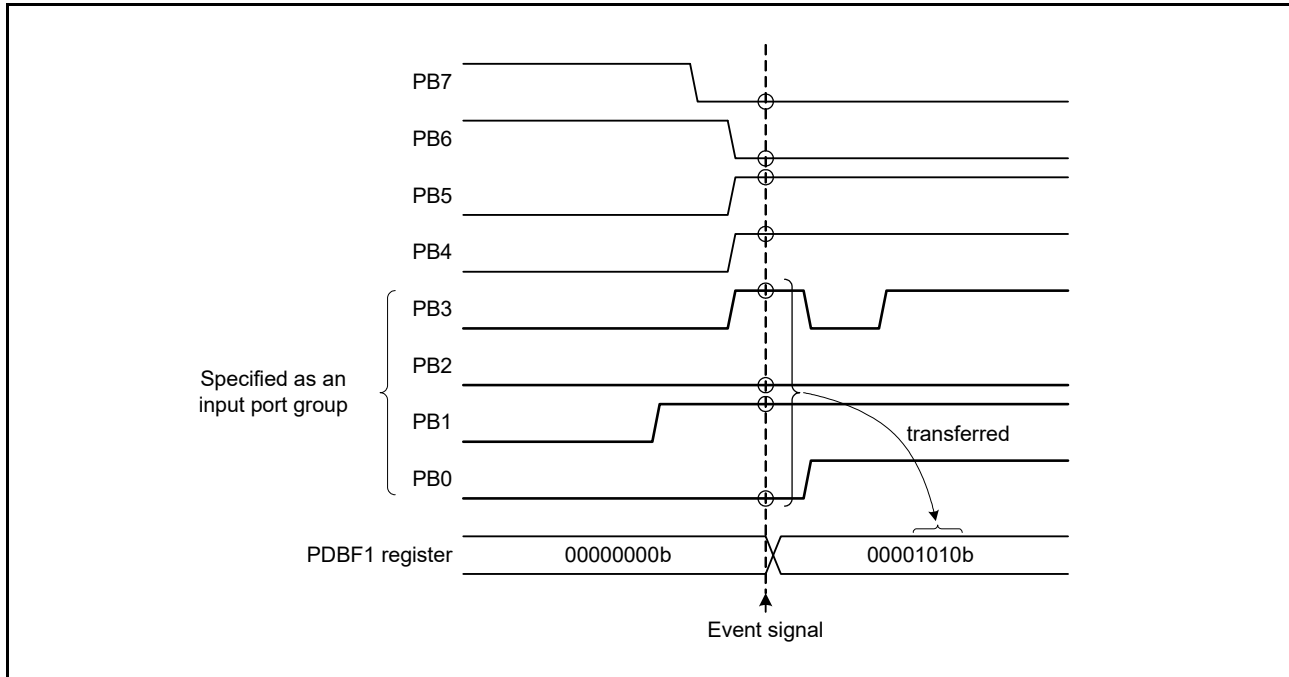 PB7
PB6
PB5
PB4
PB3
PB2
Specified as an
input port group
PB1
transferred
PB0
PDBF1 register
00000000b
00001010b
Event signal